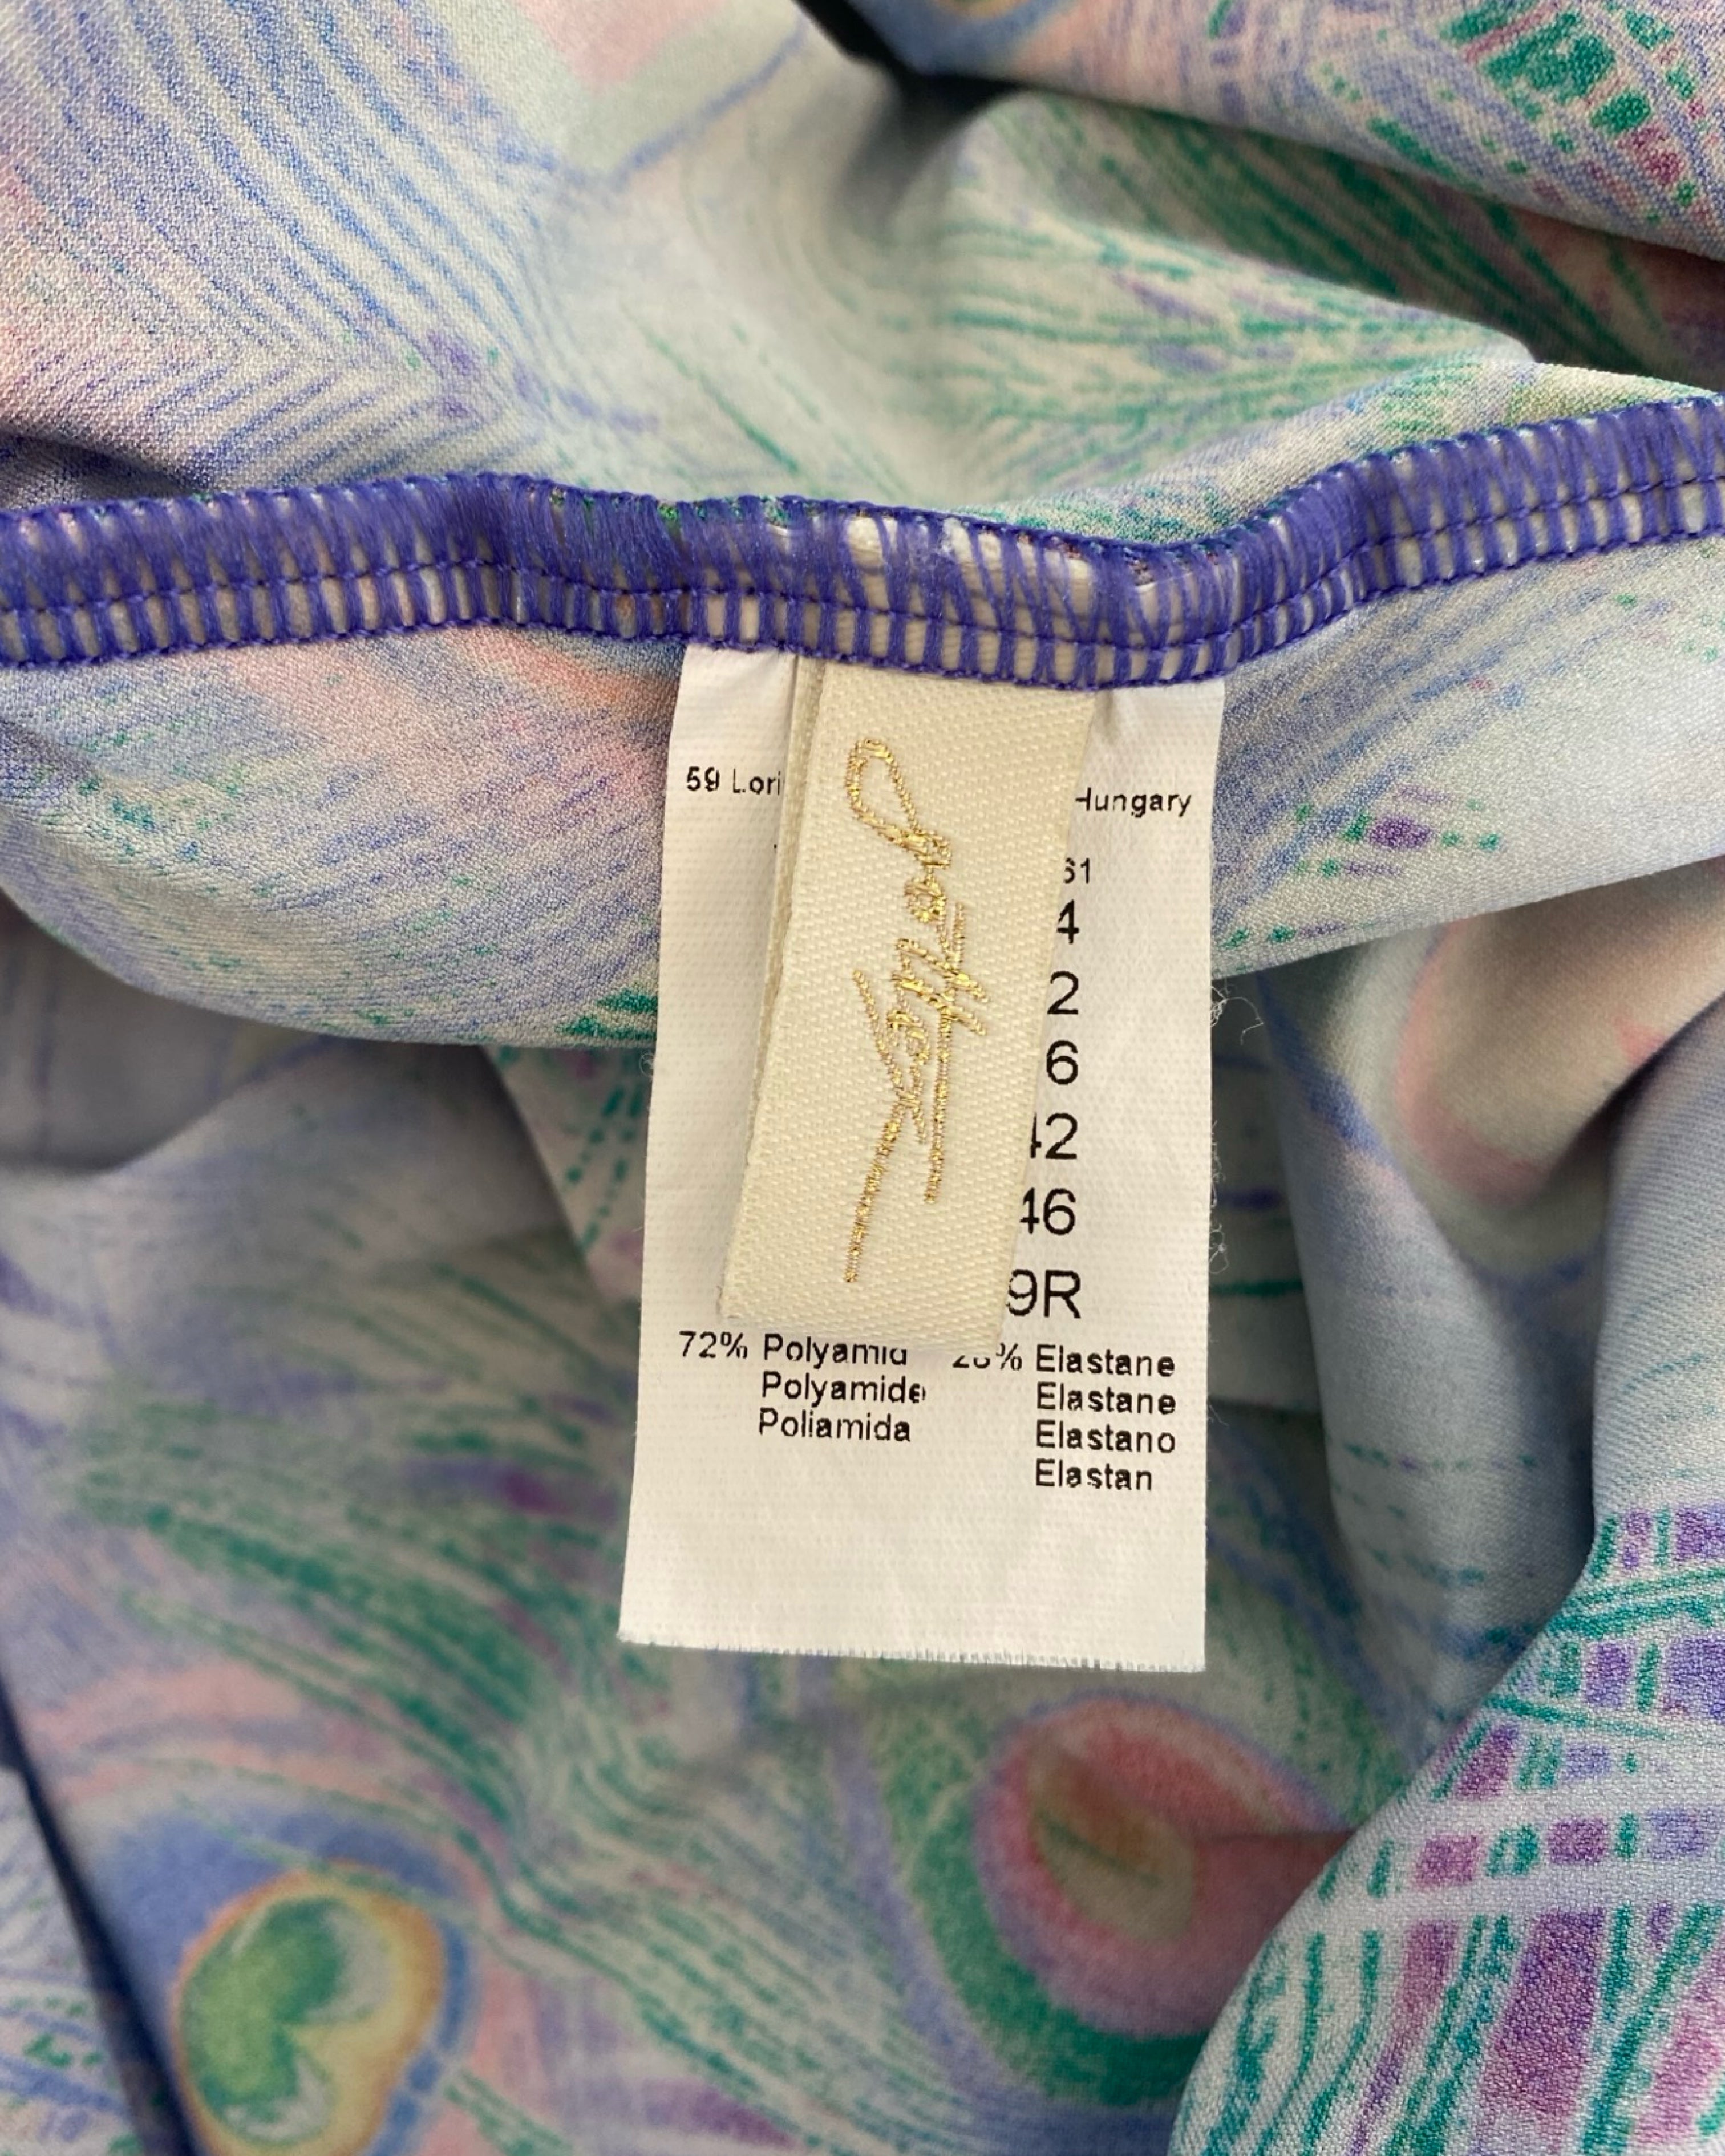 59 Lori
Hungary
61
4
2
6
42
46
9R
72% Polyamid % Elastane
Polyamide Elastane
Poliamida Elastano
Elastan